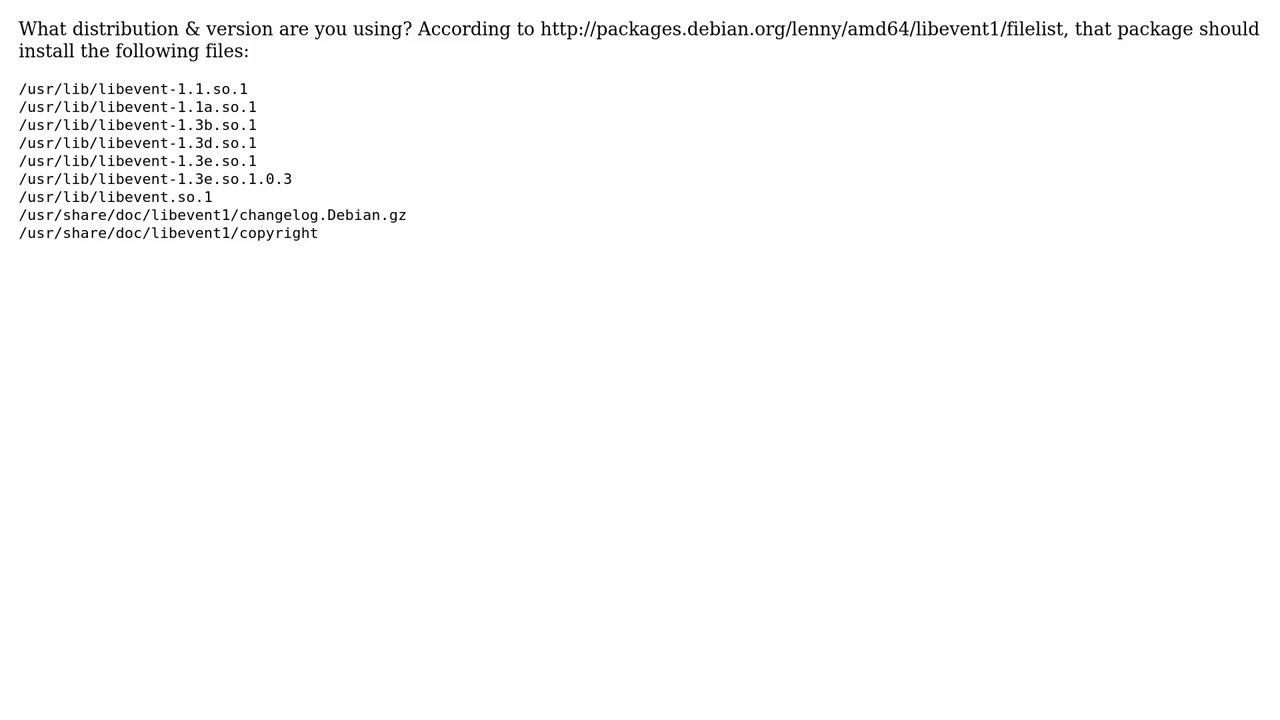 What distribution & version are you using? According to http://packages.debian.org/lenny/amd64/libevent1/filelist, that package should
install the following files:
/usr/lib/libevent-1.1.so.1
/usr/lib/libevent-1.1a.so.1
/usr/lib/libevent-1.3b.so.1
/usr/lib/libevent-1.3d.so.1
/usr/lib/libevent-1.3e.so.1
/usr/lib/libevent-1.3e.so.1.0.3
/usr/lib/libevent.so.1
/usr/share/doc/libevent1/changelog.Debian.gz
/usr/share/doc/libevent1/copyright